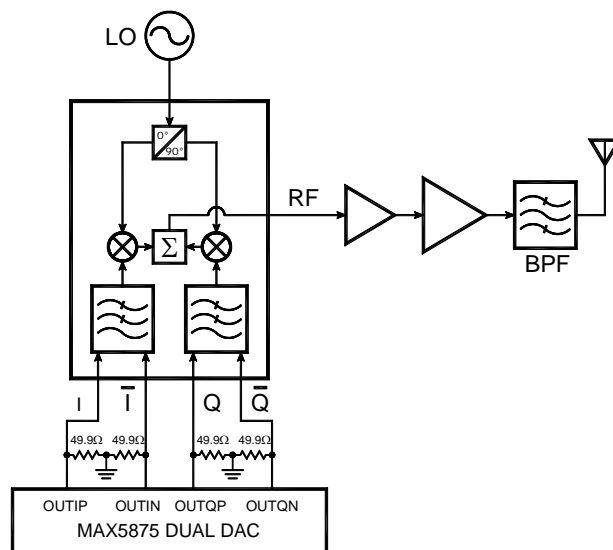 LO
0°
90°
RF
Σ
BPF
I
I̅
Q
Q̅
49.9Ω 49.9Ω 49.9Ω 49.9Ω
OUTIP OUTIN OUTQP OUTQN
MAX5875 DUAL DAC